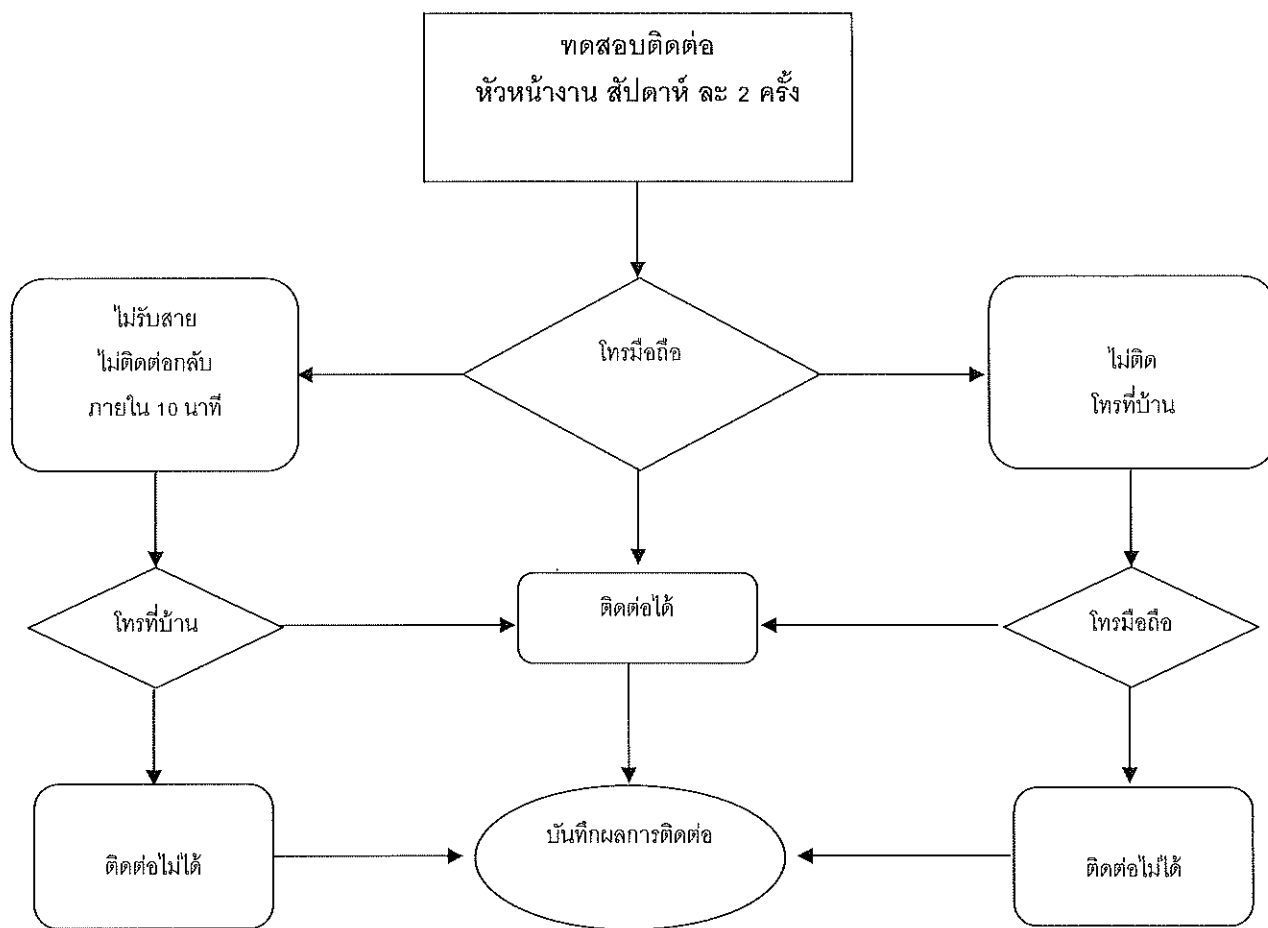 ทดสอบติดต่อ
หัวหน้างาน สัปดาห์ ละ 2 ครั้ง
โทรมือถือ
ไม่รับสาย
ไม่ติดต่อกลับ
ภายใน 10 นาที
ไม่ติด
โทรที่บ้าน
โทรที่บ้าน
ติดต่อได้
โทรมือถือ
ติดต่อไม่ได้
บันทึกผลการติดต่อ
ติดต่อไม่ได้